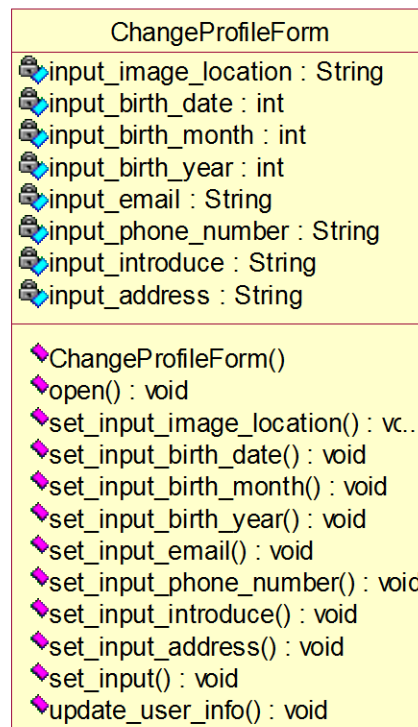 ChangeProfileForm
input_image_location : String
input_birth_date : int
input_birth_month : int
input_birth_year : int
input_email : String
input_phone_number : String
input_introduce : String
input_address : String
ChangeProfileForm()
open() : void
set_input_image_location() : vc...
set_input_birth_date() : void
set_input_birth_month() : void
set_input_birth_year() : void
set_input_email() : void
set_input_phone_number() : void
set_input_introduce() : void
set_input_address() : void
set_input() : void
update_user_info() : void